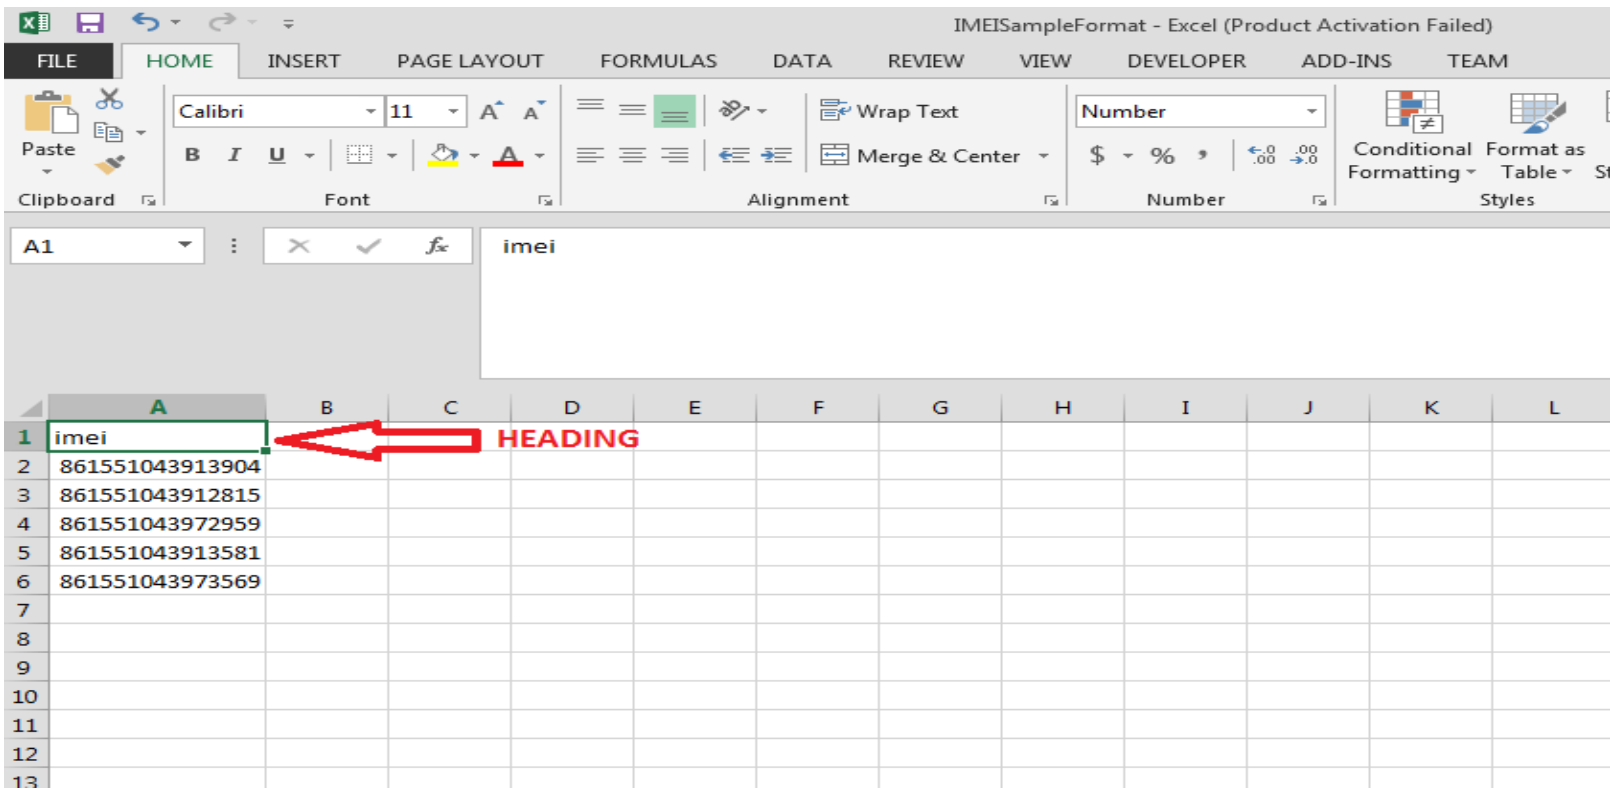 IMEISampleFormat - Excel (Product Activation Failed)
FILE HOME INSERT PAGE LAYOUT FORMULAS DATA REVIEW VIEW DEVELOPER ADD-INS TEAM
Calibri 11 A A Wrap Text Number
Paste B I U A Merge & Center $ % , .00 .00 Conditional Format as
Formatting Table St
Clipboard Font Alignment Number Styles
A1 fx imei
A B C D E F G H I J K L
1 imei HEADING
2 861551043913904
3 861551043912815
4 861551043972959
5 861551043913581
6 861551043973569
7
8
9
10
11
12
13